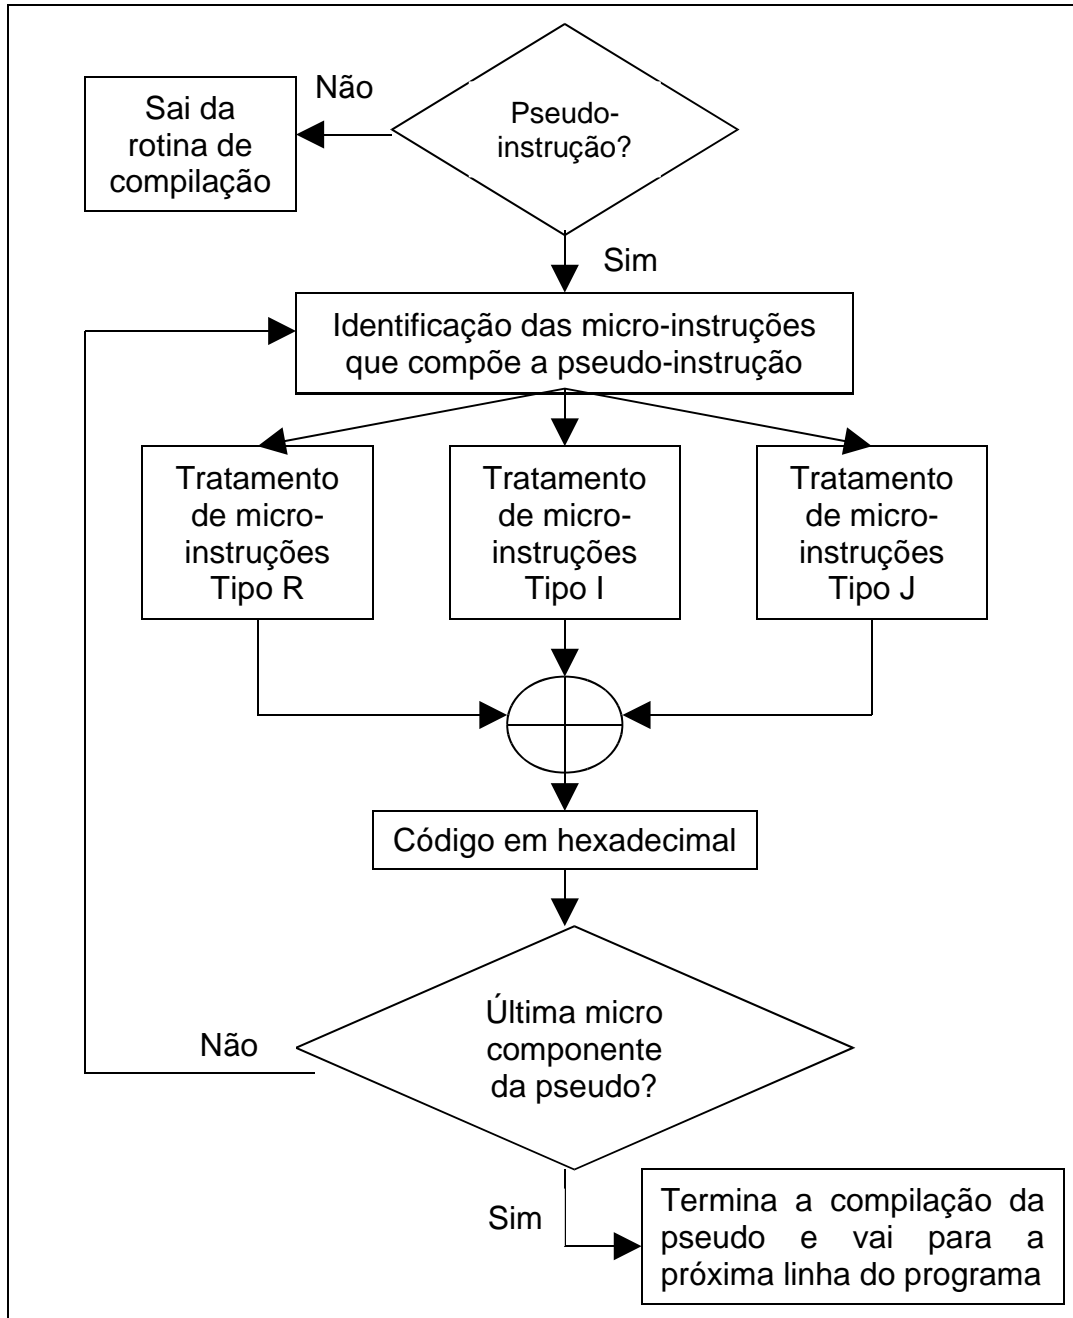 Pseudo-
instrução?
Não
Sai da
rotina de
compilação
Sim
Identificação das micro-instruções
que compõe a pseudo-instrução
Tratamento
de micro-
instruções
Tipo R
Tratamento
de micro-
instruções
Tipo I
Tratamento
de micro-
instruções
Tipo J
Código em hexadecimal
Última micro
componente
da pseudo?
Não
Sim
Termina a compilação da
pseudo e vai para a
próxima linha do programa